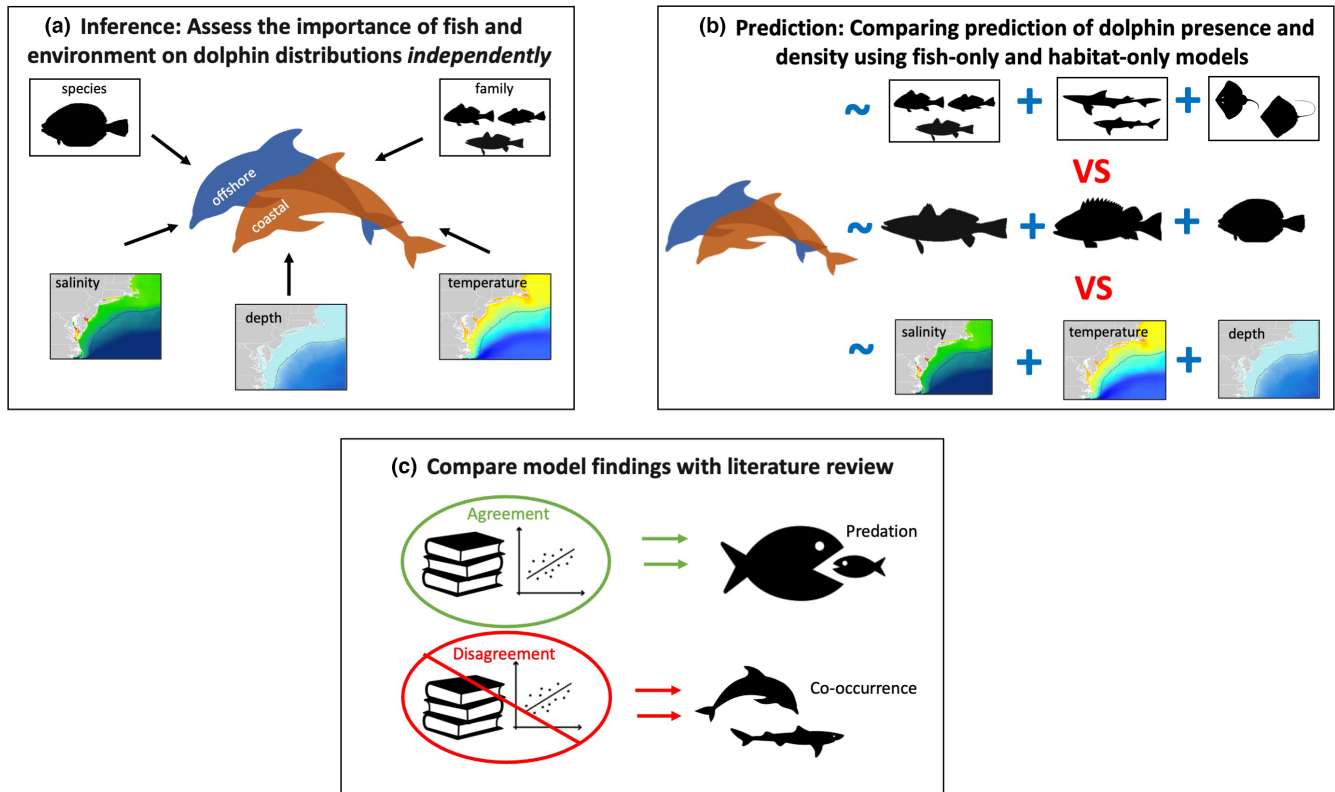 (a) Inference: Assess the importance of fish and
environment on dolphin distributions independently
species
family
offshore
coastal
salinity
depth
temperature
(b) Prediction: Comparing prediction of dolphin presence and
density using fish-only and habitat-only models
~ + +
VS
~ + +
VS
~ salinity + temperature + depth
(c) Compare model findings with literature review
Agreement
Predation
Disagreement
Co-occurrence